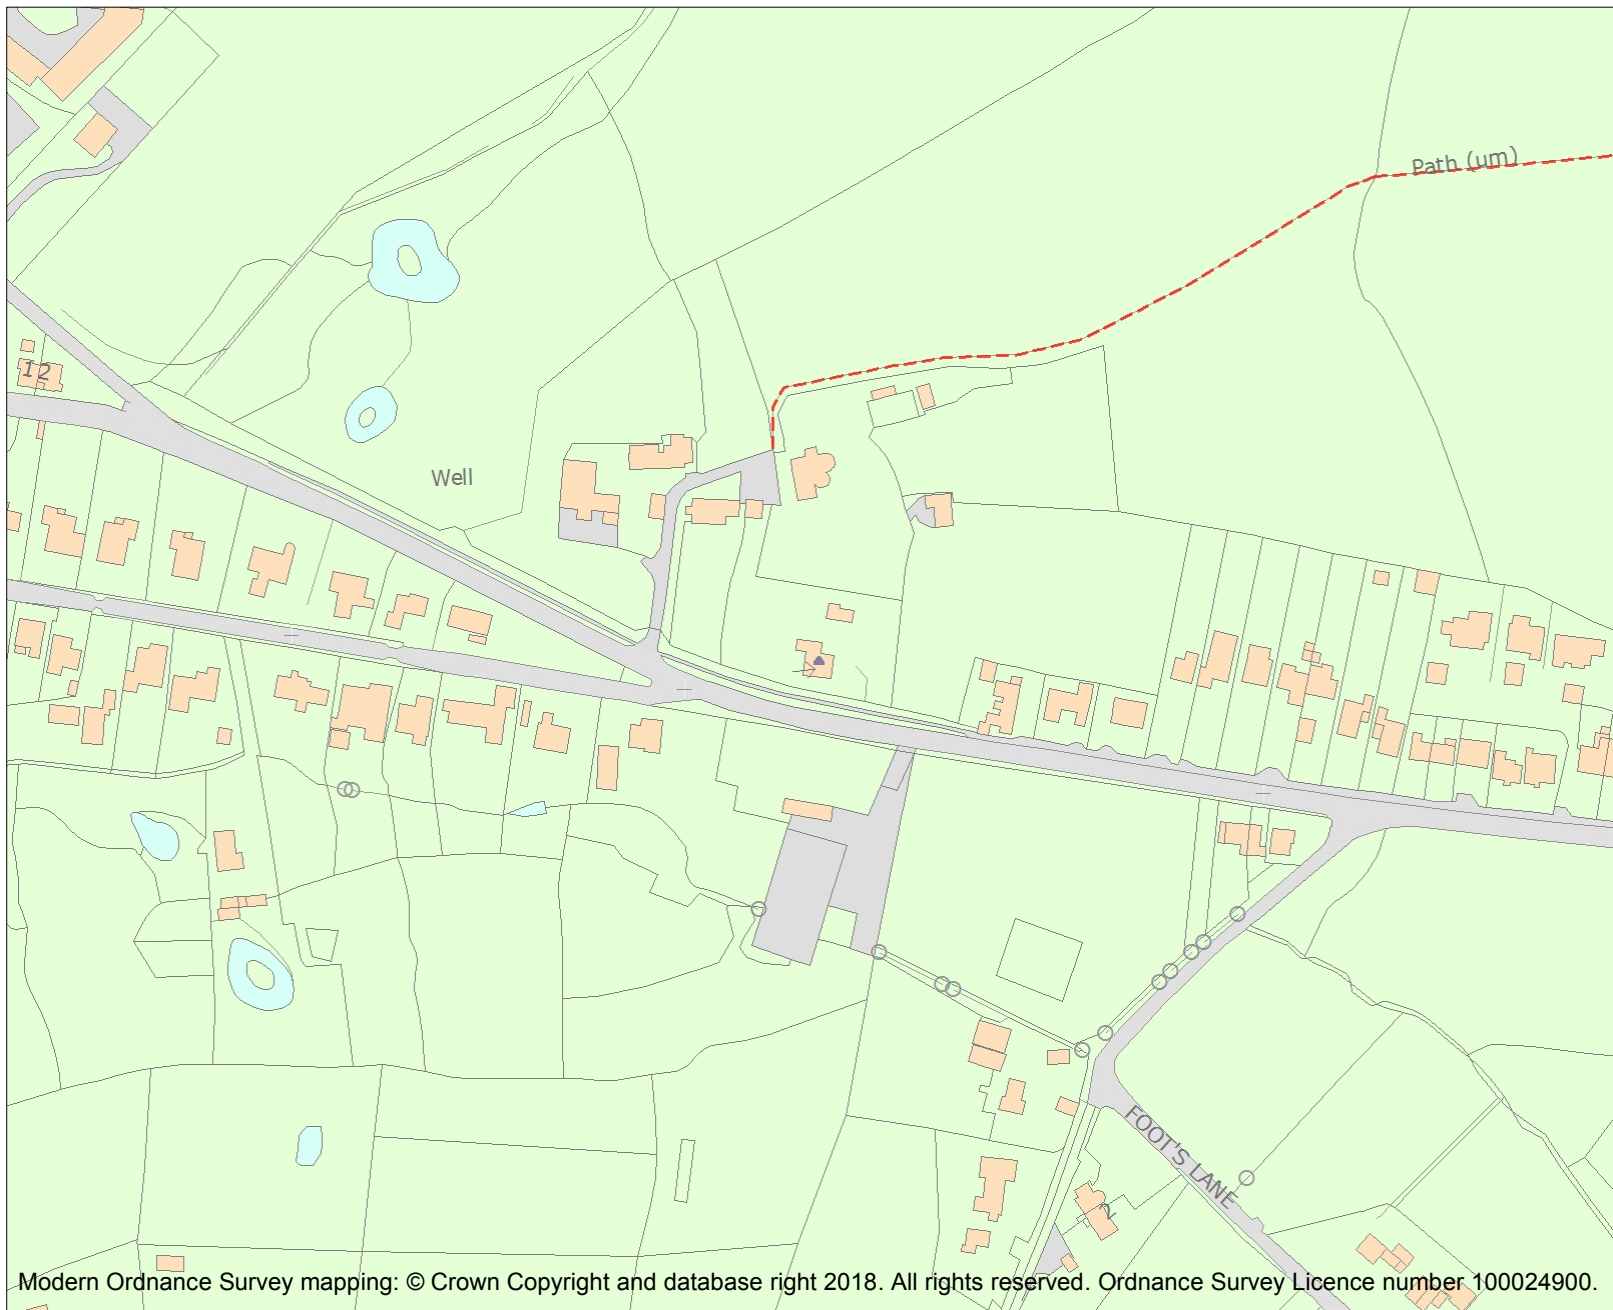 Path (um)
12
Well
FOOT'S LANE
2
Modern Ordnance Survey mapping: © Crown Copyright and database right 2018. All rights reserved. Ordnance Survey Licence number 100024900.